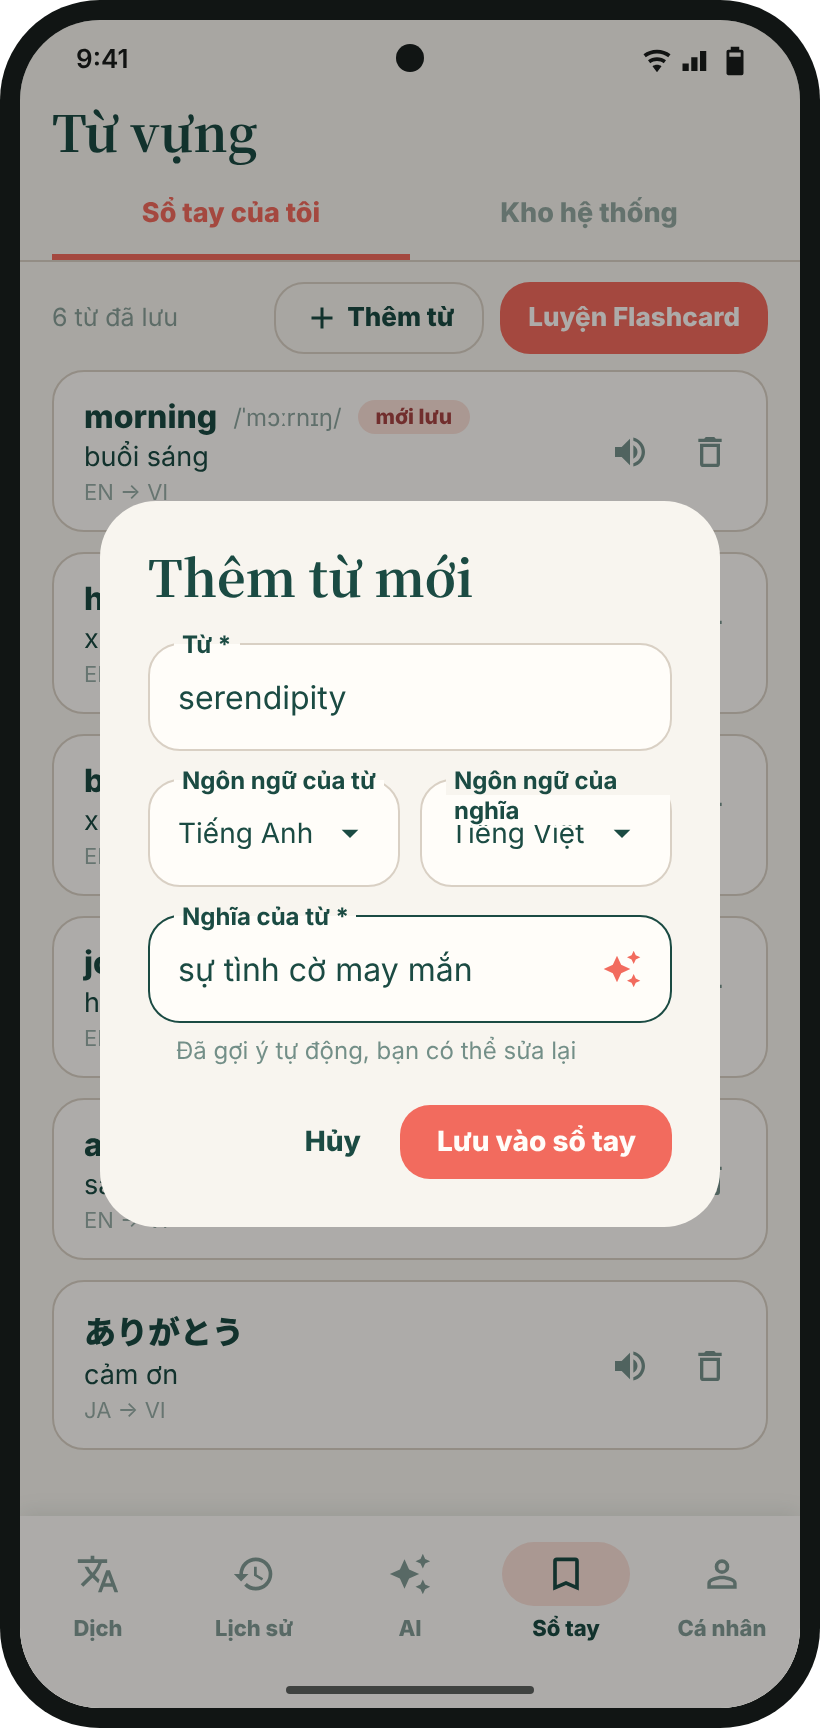 9:41
Từ vựng
Sổ tay của tôi
Kho hệ thống
6 từ đã lưu
Thêm từ
Luyện Flashcard
morning /ˈmɔːrnɪŋ/ mới lưu
buổi sáng
EN → VI
Thêm từ mới
Từ *
serendipity
Ngôn ngữ của từ
Tiếng Anh
Ngôn ngữ của
nghĩa
Tiếng Việt
Nghĩa của từ *
sự tình cờ may mắn
Đã gợi ý tự động, bạn có thể sửa lại
Hủy
Lưu vào sổ tay
EN
ありがとう
cảm ơn
JA → VI
Dịch
Lịch sử
AI
Sổ tay
Cá nhân